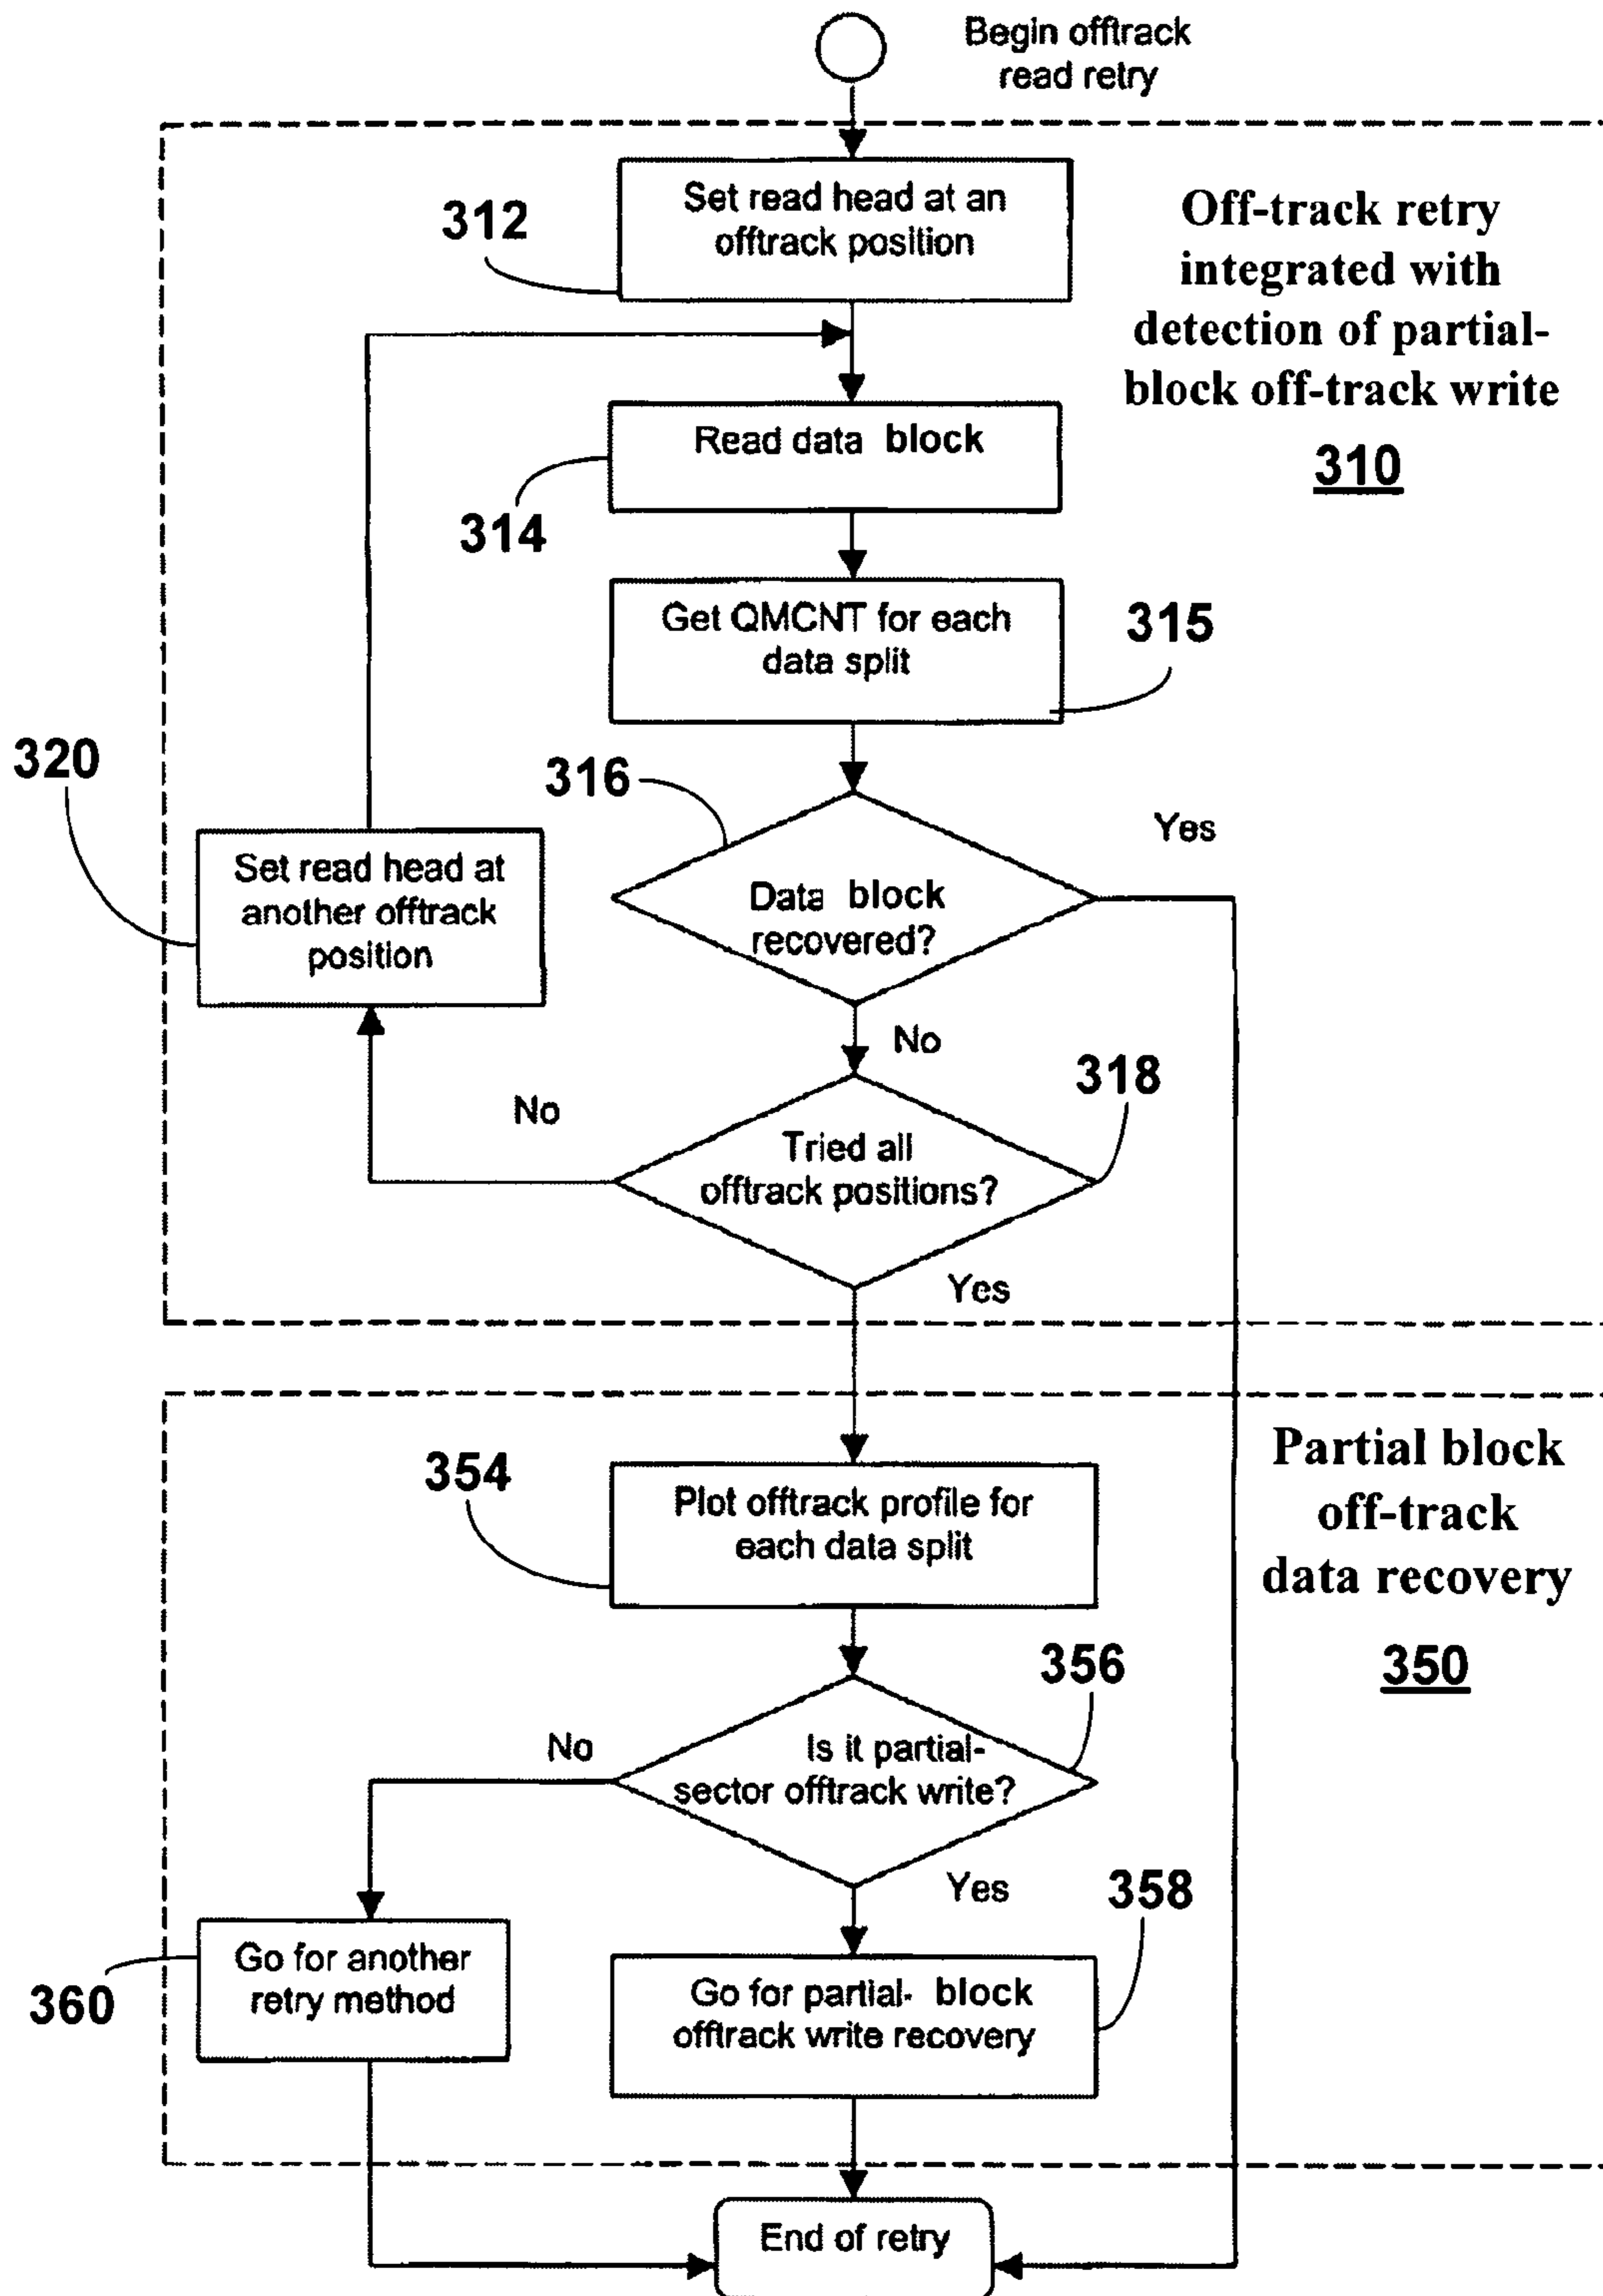 Begin offtrack
read retry
Set read head at an
offtrack position
312
Off-track retry
integrated with
detection of partial-
block off-track write
310
Read data block
314
Get QMCNT for each
data split
315
320
316
Yes
Set read head at
another offtrack
position
Data block
recovered?
No
318
No
Tried all
offtrack positions?
Yes
Partial block
off-track
data recovery
350
354
Plot offtrack profile for
each data split
356
No
Is it partial-
sector offtrack write?
Yes
358
Go for another
retry method
360
Go for partial- block
offtrack write recovery
End of retry